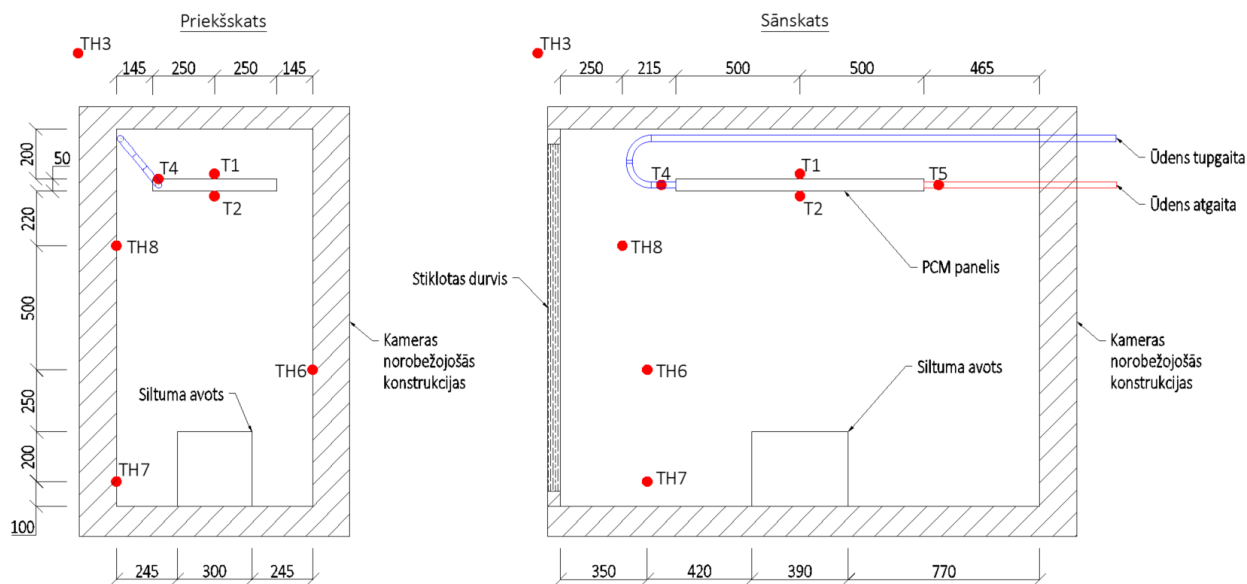 Priekšskats
TH3
145
250
250
145
200
50
220
500
250
200
100
T4
T1
T2
TH8
TH6
TH7
Siltuma avots
Kameras
norobežojošās
konstrukcijas
245
300
245
Sānskats
TH3
250
215
500
500
465
T4
T1
T2
T5
TH8
TH6
TH7
Ūdens tupgaita
Ūdens atgaita
PCM panelis
Stiklotas durvis
Siltuma avots
Kameras
norobežojošās
konstrukcijas
350
420
390
770